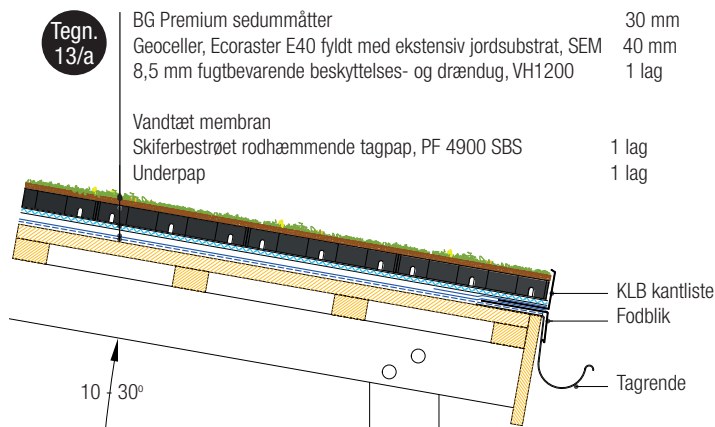 Tegn.
13/a
BG Premium sedummåtter 30 mm
Geoceller, Ecoraster E40 fyldt med ekstensiv jordsubstrat, SEM 40 mm
8,5 mm fugtbevarende beskyttelses- og drændug, VH1200 1 lag
Vandtæt membran
Skiferbestrøet rodhæmmende tagpap, PF 4900 SBS 1 lag
Underpap 1 lag
KLB kantliste
Fodblik
Tagrende
10 - 30º